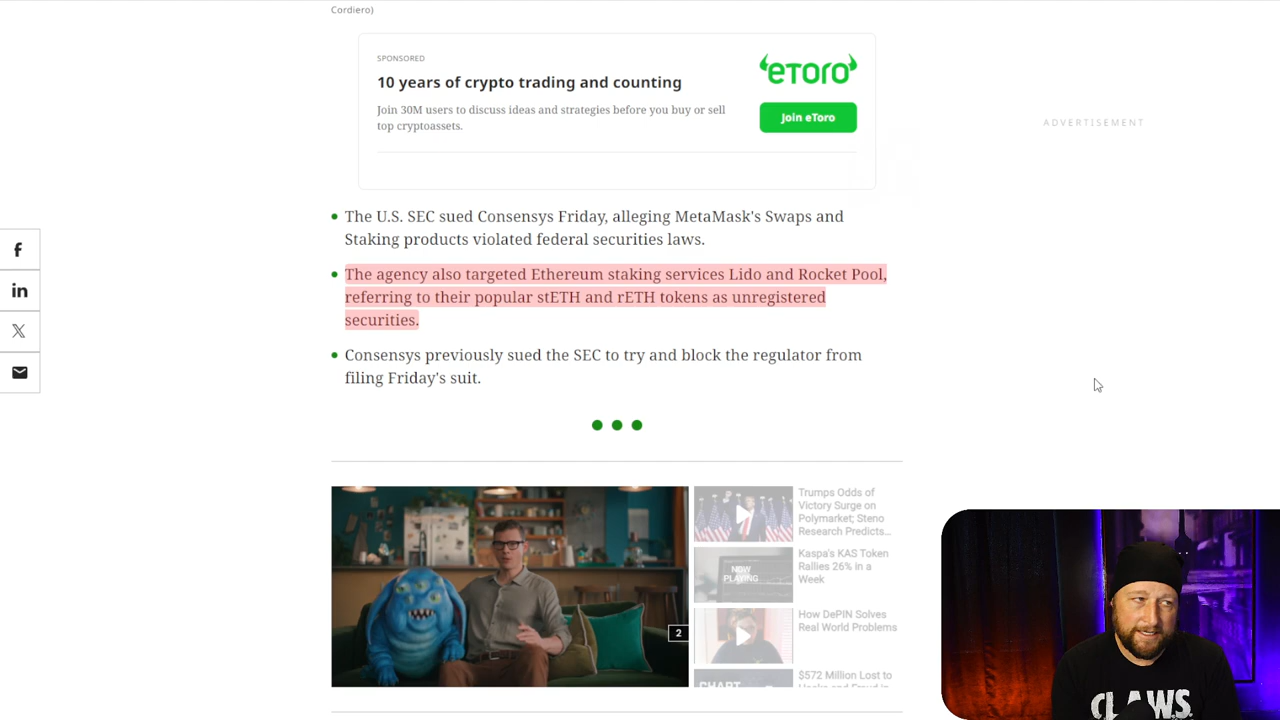 Cordiero)
SPONSORED
10 years of crypto trading and counting
Join 30M users to discuss ideas and strategies before you buy or sell
top cryptoassets.
eToro
Join eToro
ADVERTISEMENT
The U.S. SEC sued Consensys Friday, alleging MetaMask's Swaps and
Staking products violated federal securities laws.
The agency also targeted Ethereum staking services Lido and Rocket Pool,
referring to their popular stETH and rETH tokens as unregistered
securities.
Consensys previously sued the SEC to try and block the regulator from
filing Friday's suit.
2
Trumps Odds of
Victory Surge on
Polymarket; Steno
Research Predicts...
NOW
PLAYING
Kaspa's KAS Token
Rallies 26% in a
Week
How DePIN Solves
Real World Problems
CHART
$572 Million Lost to
Hacks and Fraud in
CLAWS.